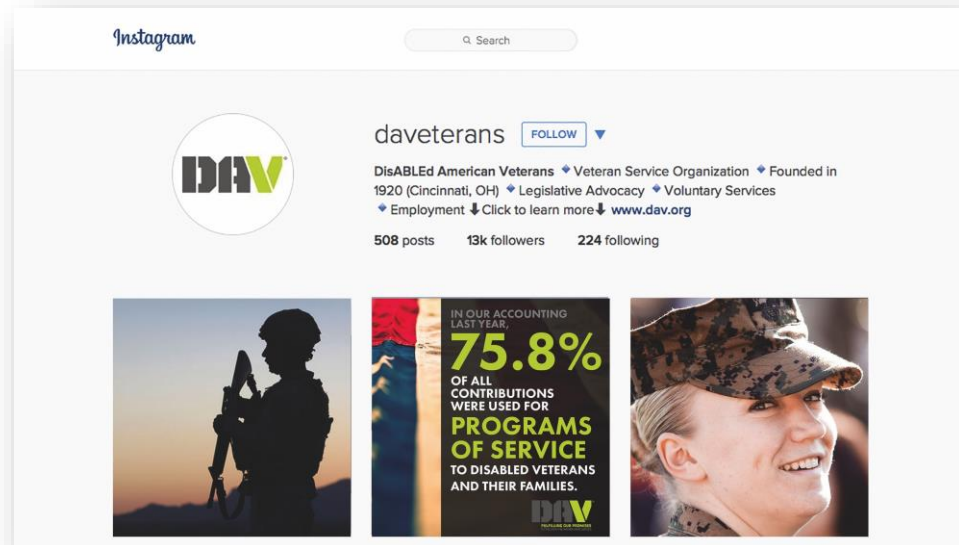 Instagram
Search
DAV
daveterans FOLLOW
DisABLEd American Veterans Veteran Service Organization Founded in
1920 (Cincinnati, OH) Legislative Advocacy Voluntary Services
Employment Click to learn more www.dav.org
508 posts 13k followers 224 following
IN OUR ACCOUNTING
LAST YEAR,
75.8%
OF ALL
CONTRIBUTIONS
WERE USED FOR
PROGRAMS
OF SERVICE
TO DISABLED VETERANS
AND THEIR FAMILIES.
DAV